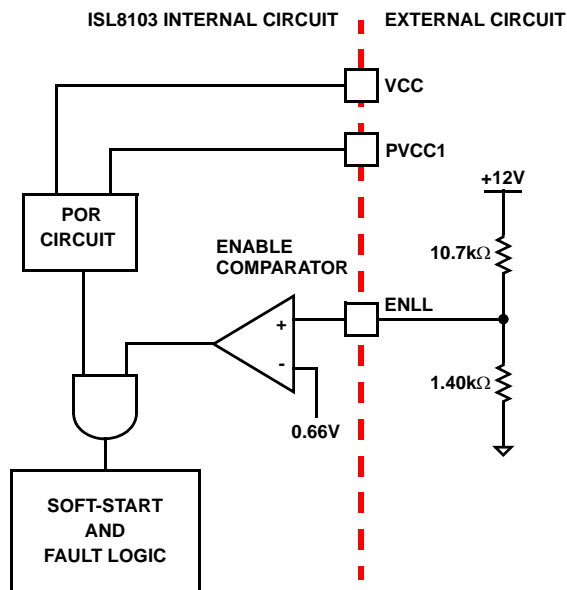 ISL8103 INTERNAL CIRCUIT
EXTERNAL CIRCUIT
VCC
PVCC1
+12V
POR
CIRCUIT
10.7kΩ
ENABLE
COMPARATOR
ENLL
+
-
1.40kΩ
0.66V
SOFT-START
AND
FAULT LOGIC